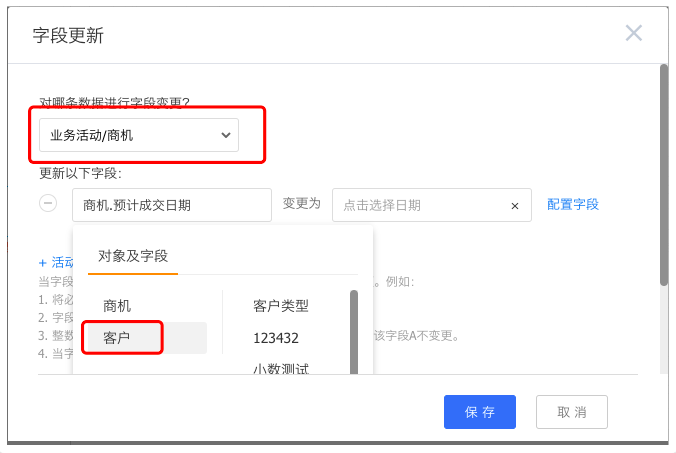 字段更新
对哪条数据进行字段变更?
业务活动/商机
更新以下字段:
商机.预计成交日期 变更为 点击选择日期 × 配置字段
对象及字段
+ 活动
当字段 。例如:
商机 客户类型
1. 将必
2. 字段
客户 123432
3. 整数 该字段A不变更。
小数测试
4. 当字
保存 取消